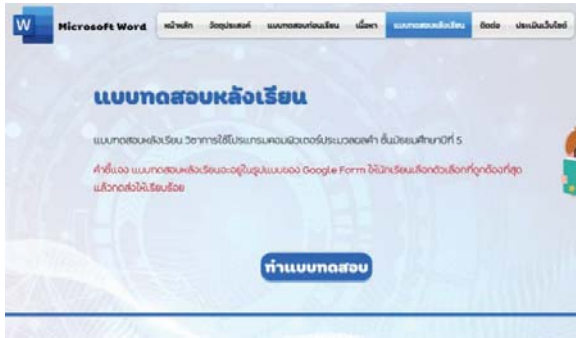 W
Microsoft Word
หน้าหลัก วัตถุประสงค์ แบบทดสอบก่อนเรียน เนื้อหา แบบทดสอบหลังเรียน ติดต่อ ประเมินเว็บไซต์
แบบทดสอบหลังเรียน
แบบทดสอบหลังเรียน วิชาการใช้โปรแกรมคอมพิวเตอร์ประมวลผลคำ ชั้นมัธยมศึกษาปีที่ 5
คำชี้แจง แบบทดสอบหลังเรียนจะอยู่ในรูปแบบของ Google Form ให้นักเรียนเลือกตัวเลือกที่ถูกต้องที่สุด
แล้วกดส่งให้เรียบร้อย
ทำแบบทดสอบ